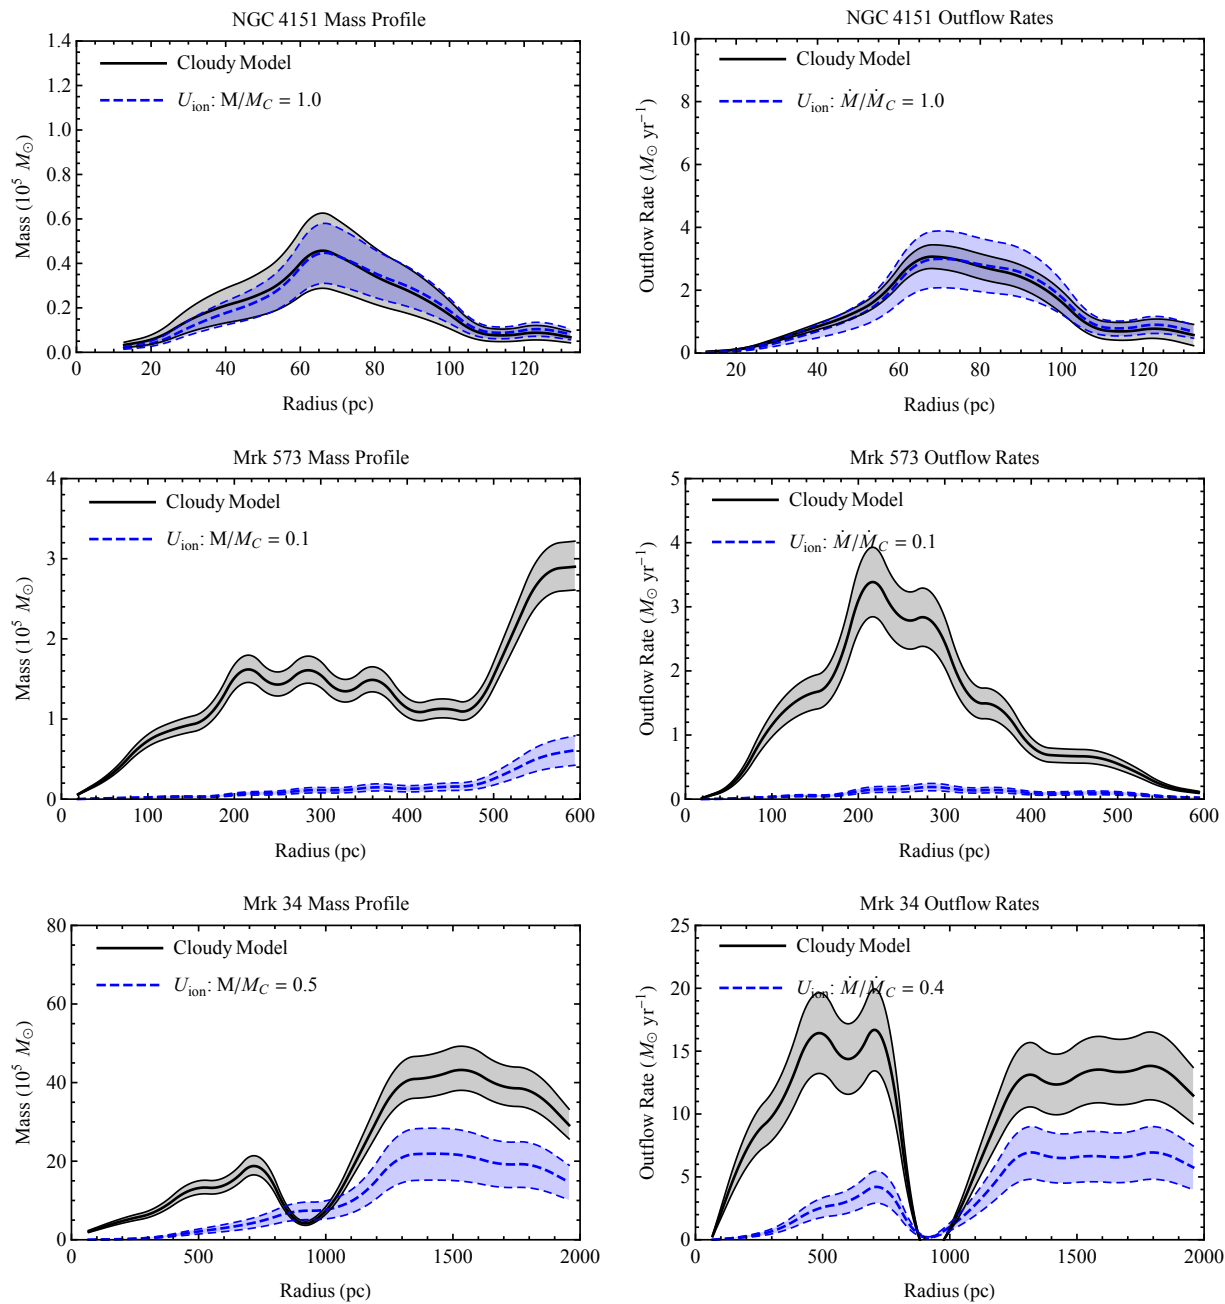 NGC 4151 Mass Profile
Cloudy Model
U_ion: M/M_C = 1.0
Mass (10^5 M_⊙)
1.4
1.2
1.0
0.8
0.6
0.4
0.2
0.0
0 20 40 60 80 100 120
Radius (pc)
NGC 4151 Outflow Rates
Cloudy Model
U_ion: Ṁ/Ṁ_C = 1.0
Outflow Rate (M_⊙ yr^−1)
10
8
6
4
2
0
20 40 60 80 100 120
Radius (pc)
Mrk 573 Mass Profile
Cloudy Model
U_ion: M/M_C = 0.1
Mass (10^5 M_⊙)
4
3
2
1
0
0 100 200 300 400 500 600
Radius (pc)
Mrk 573 Outflow Rates
Cloudy Model
U_ion: Ṁ/Ṁ_C = 0.1
Outflow Rate (M_⊙ yr^−1)
5
4
3
2
1
0
0 100 200 300 400 500 600
Radius (pc)
Mrk 34 Mass Profile
Cloudy Model
U_ion: M/M_C = 0.5
Mass (10^5 M_⊙)
80
60
40
20
0
0 500 1000 1500 2000
Radius (pc)
Mrk 34 Outflow Rates
Cloudy Model
U_ion: Ṁ/Ṁ_C = 0.4
Outflow Rate (M_⊙ yr^−1)
25
20
15
10
5
0
0 500 1000 1500 2000
Radius (pc)